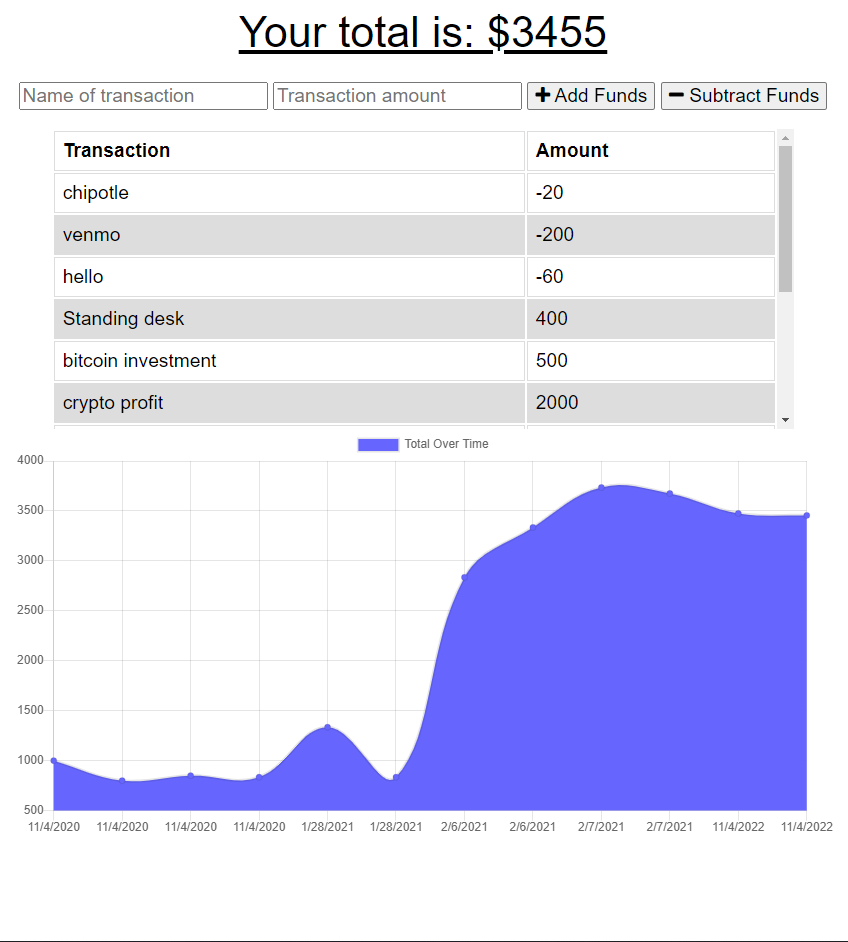 Your total is: $3455
Name of transaction Transaction amount Add Funds Subtract Funds
Transaction Amount
chipotle -20
venmo -200
hello -60
Standing desk 400
bitcoin investment 500
crypto profit 2000
Total Over Time
4000
3500
3000
2500
2000
1500
1000
500
11/4/2020 11/4/2020 11/4/2020 11/4/2020 1/28/2021 1/28/2021 2/6/2021 2/6/2021 2/7/2021 2/7/2021 11/4/2022 11/4/2022